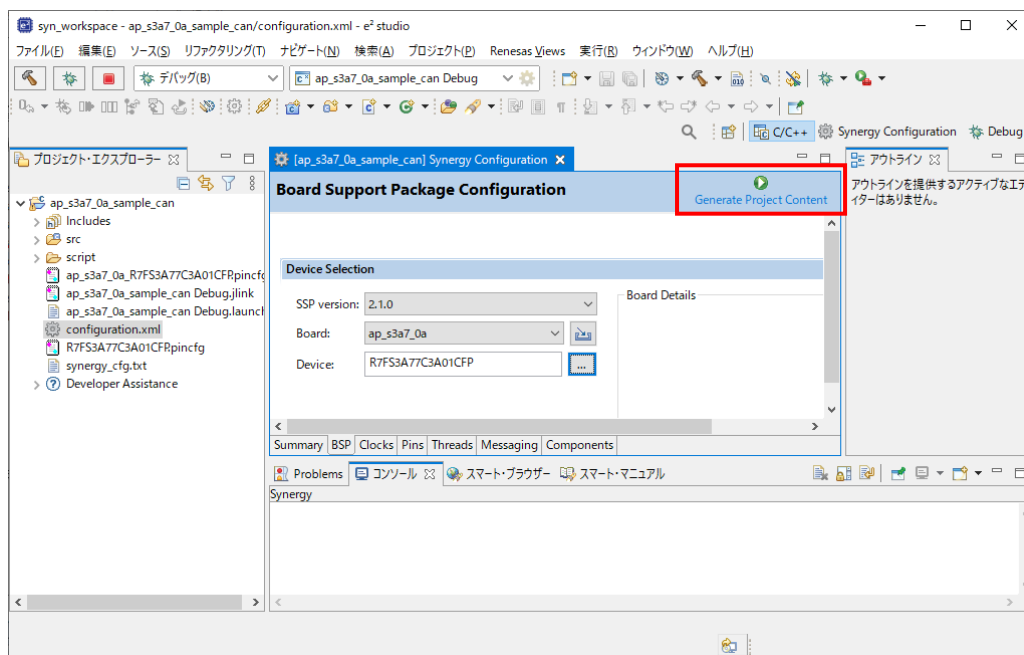 syn_workspace - ap_s3a7_0a_sample_can/configuration.xml - e² studio
ファイル(F) 編集(E) ソース(S) リファクタリング(T) ナビゲート(N) 検索(A) プロジェクト(P) Renesas Views 実行(R) ウィンドウ(W) ヘルプ(H)
デバッグ(B) ap_s3a7_0a_sample_can Debug
C/C++ Synergy Configuration Debug
プロジェクト・エクスプローラー
ap_s3a7_0a_sample_can
Includes
src
script
ap_s3a7_0a_R7FS3A77C3A01CFP.pincfg
ap_s3a7_0a_sample_can Debug.jlink
ap_s3a7_0a_sample_can Debug.launch
configuration.xml
R7FS3A77C3A01CFP.pincfg
synergy_cfg.txt
Developer Assistance
[ap_s3a7_0a_sample_can] Synergy Configuration
Board Support Package Configuration
Generate Project Content
Device Selection
SSP version: 2.1.0
Board: ap_s3a7_0a
Device: R7FS3A77C3A01CFP ...
Board Details
Summary BSP Clocks Pins Threads Messaging Components
アウトライン
アウトラインを提供するアクティブなエデ
ィターはありません。
Problems コンソール スマート・ブラウザー スマート・マニュアル
Synergy